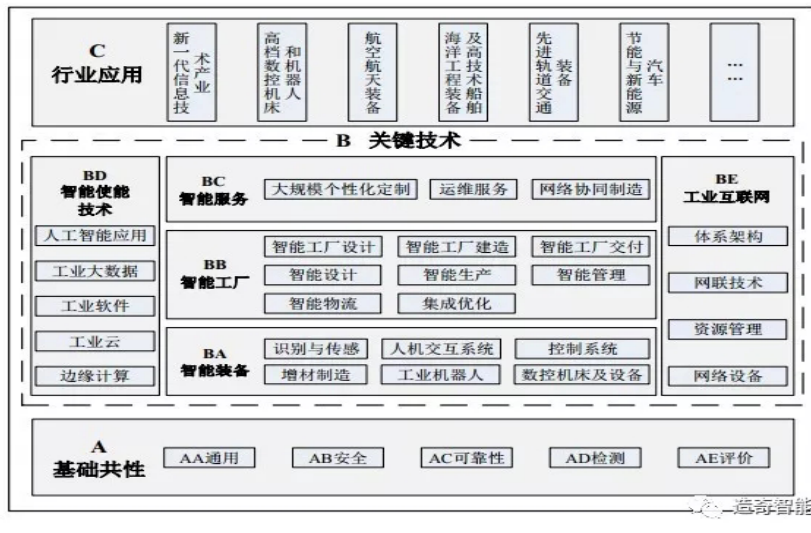 C
行业应用
新一代信息技
术产业
高档数控机床
和机器人
航空航天装备
海洋工程装备
及高技术船舶
先进轨道交通
装备
节能与新能源
汽车
……
B 关键技术
BD
智能使能
技术
人工智能应用
工业大数据
工业软件
工业云
边缘计算
BC
智能服务
大规模个性化定制
运维服务
网络协同制造
BB
智能工厂
智能工厂设计
智能工厂建造
智能工厂交付
智能设计
智能生产
智能管理
智能物流
集成优化
BA
智能装备
识别与传感
人机交互系统
控制系统
增材制造
工业机器人
数控机床及设备
BE
工业互联网
体系架构
网联技术
资源管理
网络设备
A
基础共性
AA通用
AB安全
AC可靠性
AD检测
AE评价
造奇智能